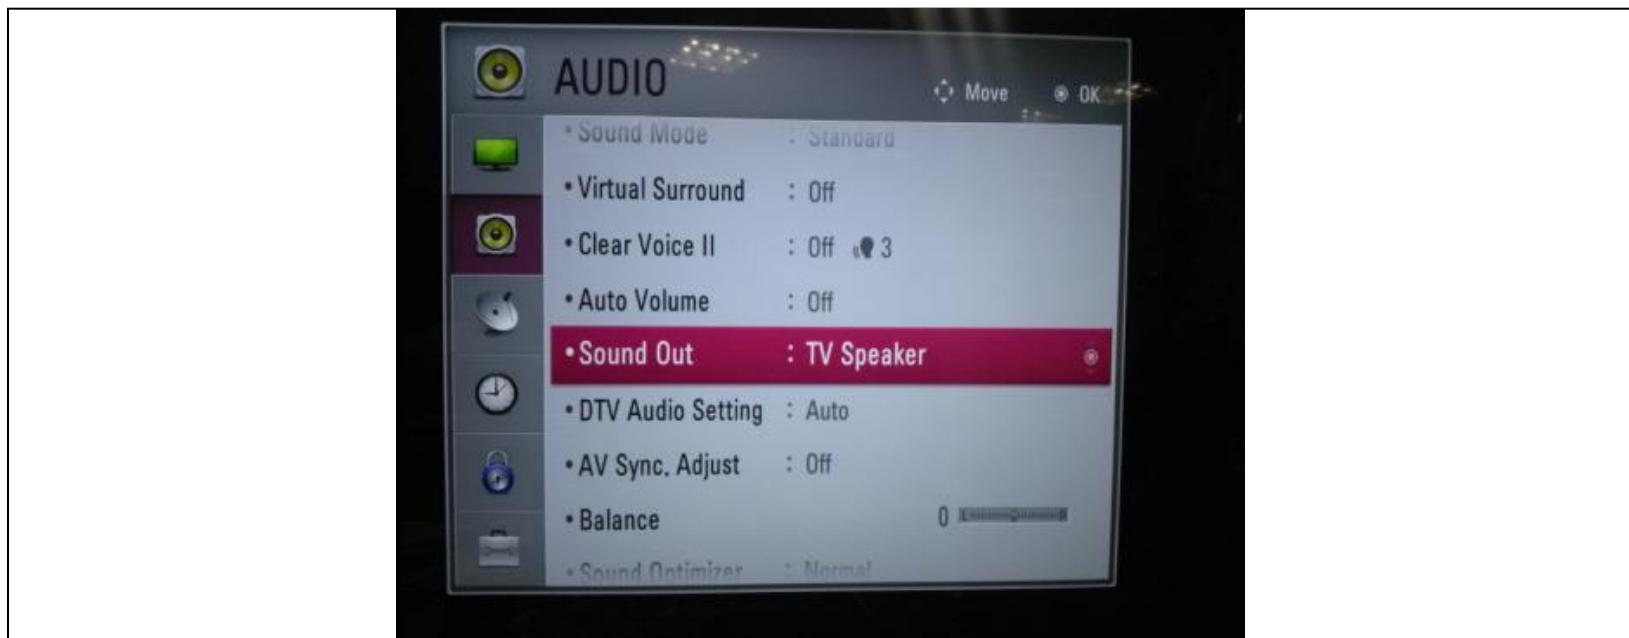 AUDIO
Move OK
• Sound Mode : Standard
• Virtual Surround : Off
• Clear Voice II : Off 3
• Auto Volume : Off
• Sound Out : TV Speaker
• DTV Audio Setting : Auto
• AV Sync. Adjust : Off
• Balance 0 L R
• Sound Optimizer : Normal